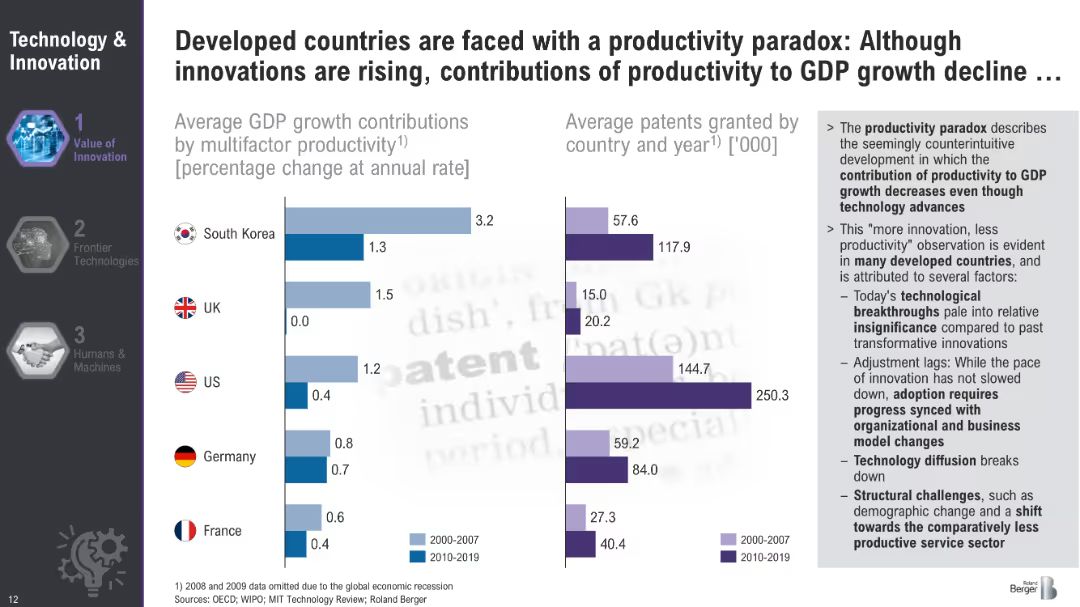 Technology &
Innovation
1
Value of
Innovation
2
Frontier
Technologies
3
Humans &
Machines
12
Developed countries are faced with a productivity paradox: Although
innovations are rising, contributions of productivity to GDP growth decline …
Average GDP growth contributions
by multifactor productivity1)
[percentage change at annual rate]
South Korea
3.2
1.3
UK
1.5
0.0
US
1.2
0.4
Germany
0.8
0.7
France
0.6
0.4
2000-2007
2010-2019
Average patents granted by
country and year1) ['000]
57.6
117.9
15.0
20.2
144.7
250.3
59.2
84.0
27.3
40.4
2000-2007
2010-2019
origin
dish', from Gk
patent 'pat(ə)nt
individ
period, special
> The productivity paradox describes
the seemingly counterintuitive
development in which the
contribution of productivity to GDP
growth decreases even though
technology advances
> This "more innovation, less
productivity" observation is evident
in many developed countries, and
is attributed to several factors:
– Today's technological
breakthroughs pale into relative
insignificance compared to past
transformative innovations
– Adjustment lags: While the pace
of innovation has not slowed
down, adoption requires
progress synced with
organizational and business
model changes
– Technology diffusion breaks
down
– Structural challenges, such as
demographic change and a shift
towards the comparatively less
productive service sector
1) 2008 and 2009 data omitted due to the global economic recession
Sources: OECD; WIPO; MIT Technology Review; Roland Berger
Roland
Berger
B